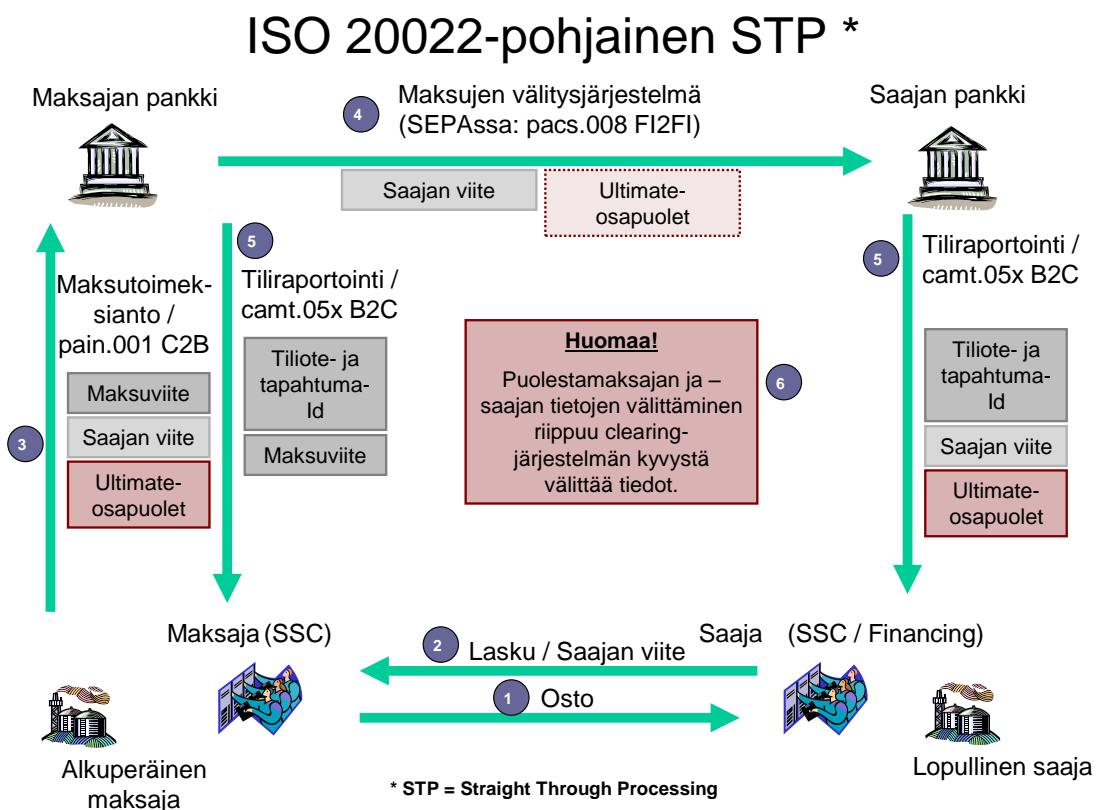 ISO 20022-pohjainen STP *
Maksajan pankki
4
Maksujen välitysjärjestelmä
(SEPAssa: pacs.008 FI2FI)
Saajan pankki
Saajan viite
Ultimate-
osapuolet
5
Tiliraportointi /
camt.05x B2C
5
Tiliraportointi /
camt.05x B2C
Maksutoimek-
sianto /
pain.001 C2B
Maksuviite
Saajan viite
Ultimate-
osapuolet
3
Tiliote- ja
tapahtuma-
Id
Maksuviite
Huomaa!
Puolestamaksajan ja –
saajan tietojen välittäminen
riippuu clearing-
järjestelmän kyvystä
välittää tiedot.
6
Tiliote- ja
tapahtuma-
Id
Saajan viite
Ultimate-
osapuolet
Maksaja (SSC)
Saaja (SSC / Financing)
2
Lasku / Saajan viite
1
Osto
Alkuperäinen
maksaja
Lopullinen saaja
* STP = Straight Through Processing